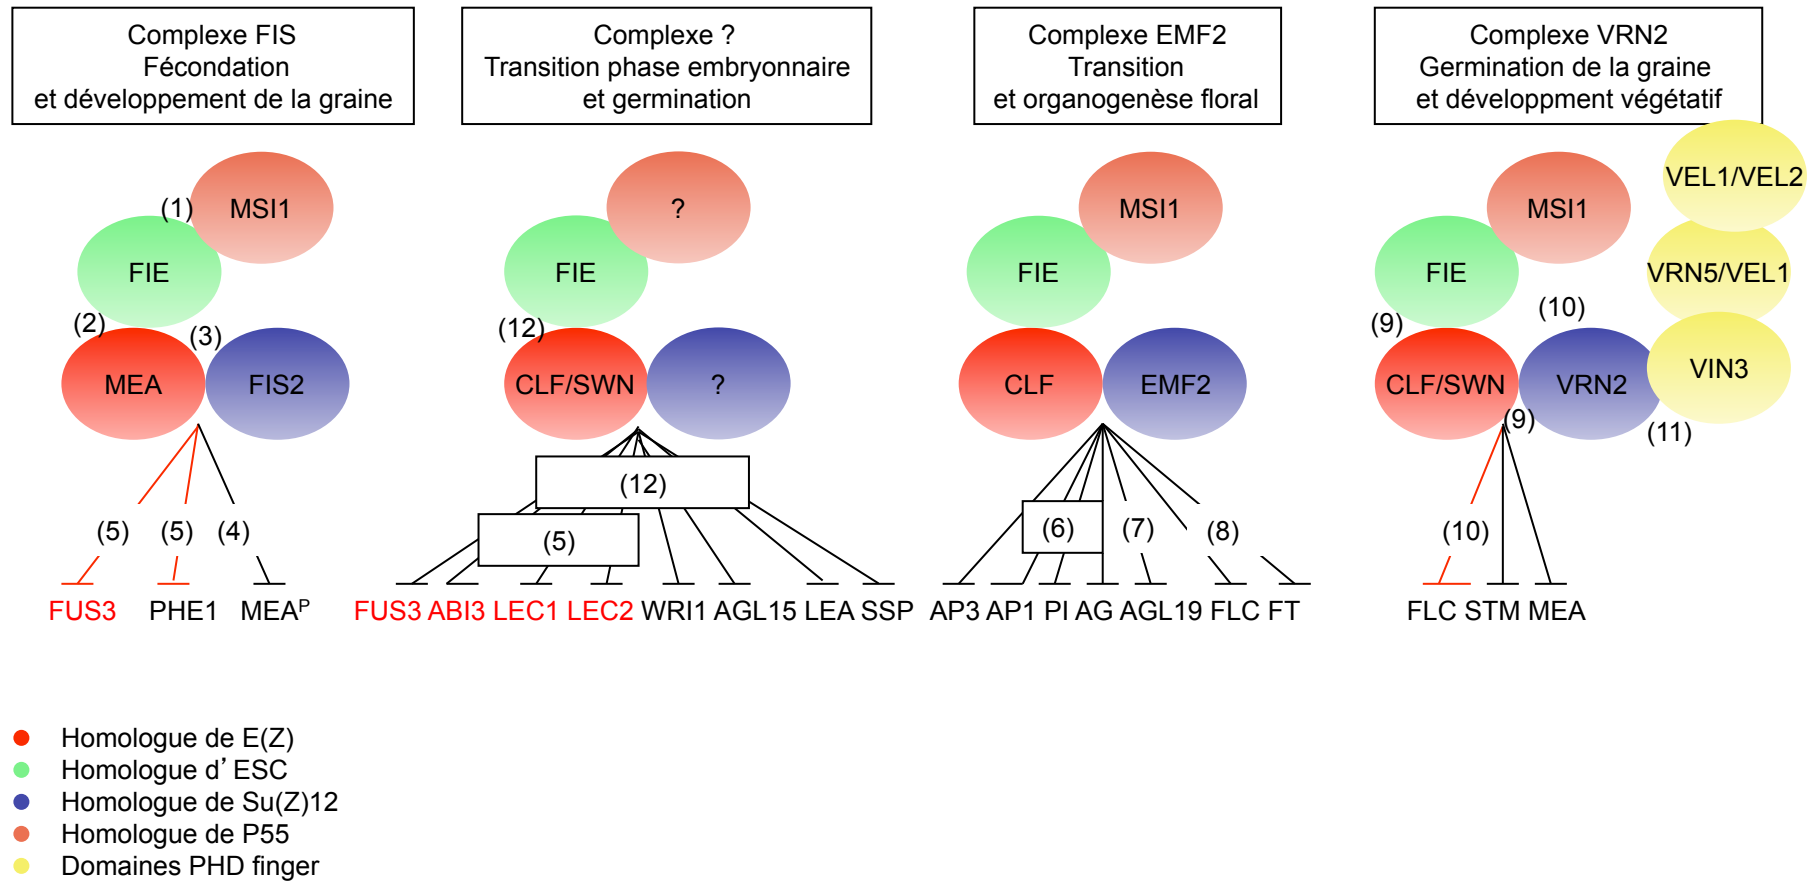 Complexe FIS
Fécondation
et développement de la graine
Complexe ?
Transition phase embryonnaire
et germination
Complexe EMF2
Transition
et organogenèse floral
Complexe VRN2
Germination de la graine
et développment végétatif
(1)
MSI1
FIE
(2)
(3)
MEA
FIS2
(5)
(5)
(4)
FUS3
PHE1
MEAᴾ
?
FIE
(12)
CLF/SWN
?
(12)
(5)
FUS3 ABI3 LEC1 LEC2 WRI1 AGL15 LEA SSP
MSI1
FIE
CLF
EMF2
(6)
(7)
(8)
AP3 AP1 PI AG AGL19 FLC FT
MSI1
VEL1/VEL2
FIE
VRN5/VEL1
(10)
(9)
CLF/SWN
VRN2
VIN3
(9)
(11)
(10)
FLC STM MEA
Homologue de E(Z)
Homologue d’ESC
Homologue de Su(Z)12
Homologue de P55
Domaines PHD finger